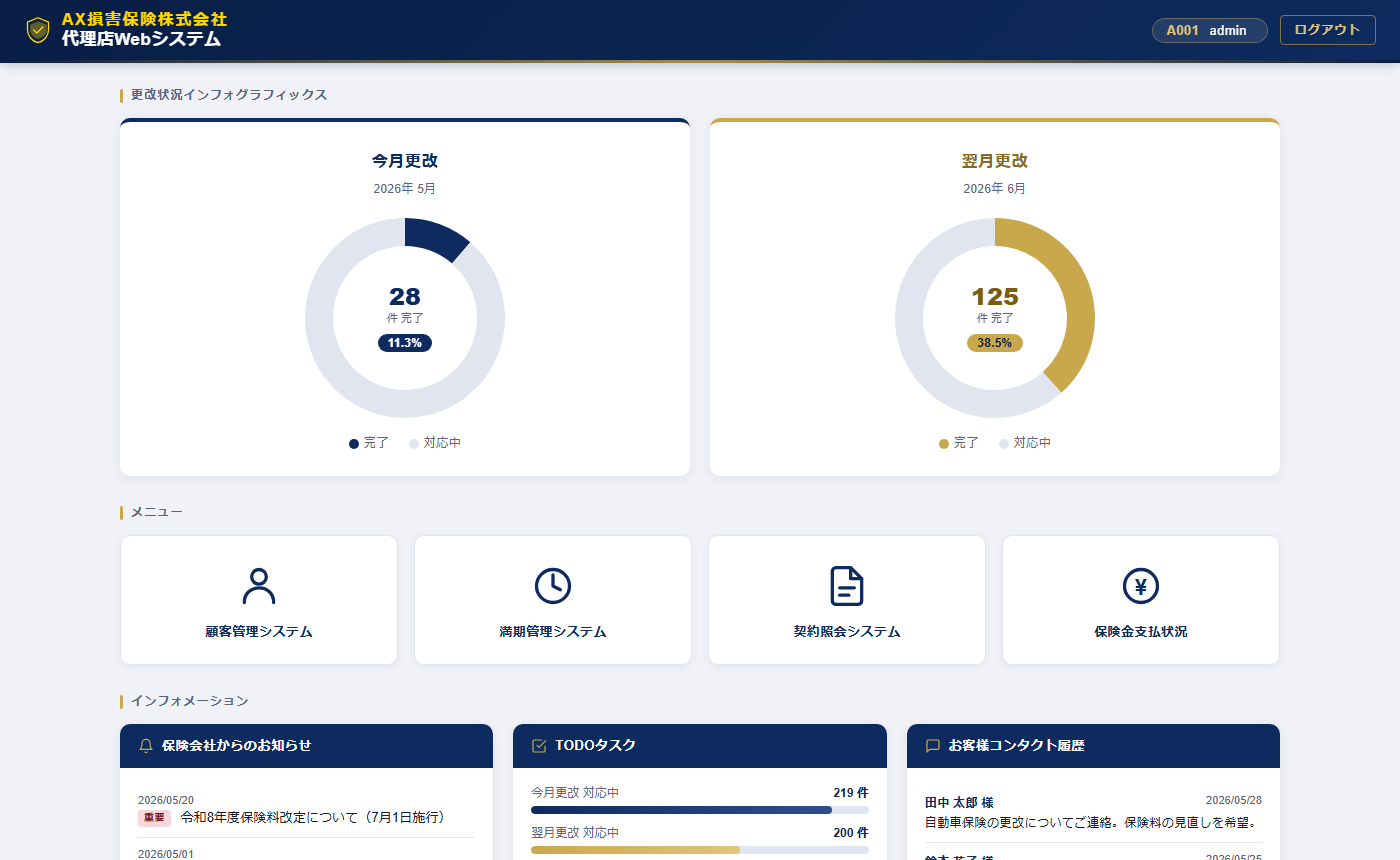 AX損害保険株式会社
代理店Webシステム
A001 admin
ログアウト
更改状況インフォグラフィックス
今月更改
2026年 5月
28
件 完了
11.3%
完了 対応中
翌月更改
2026年 6月
125
件 完了
38.5%
完了 対応中
メニュー
顧客管理システム
満期管理システム
契約照会システム
¥
保険金支払状況
インフォメーション
保険会社からのお知らせ
2026/05/20
重要 令和8年度保険料改定について（7月1日施行）
2026/05/01
TODOタスク
今月更改 対応中 219 件
翌月更改 対応中 200 件
お客様コンタクト履歴
田中 太郎 様 2026/05/28
自動車保険の更改についてご連絡。保険料の見直しを希望。
鈴木 花子 様 2026/05/25